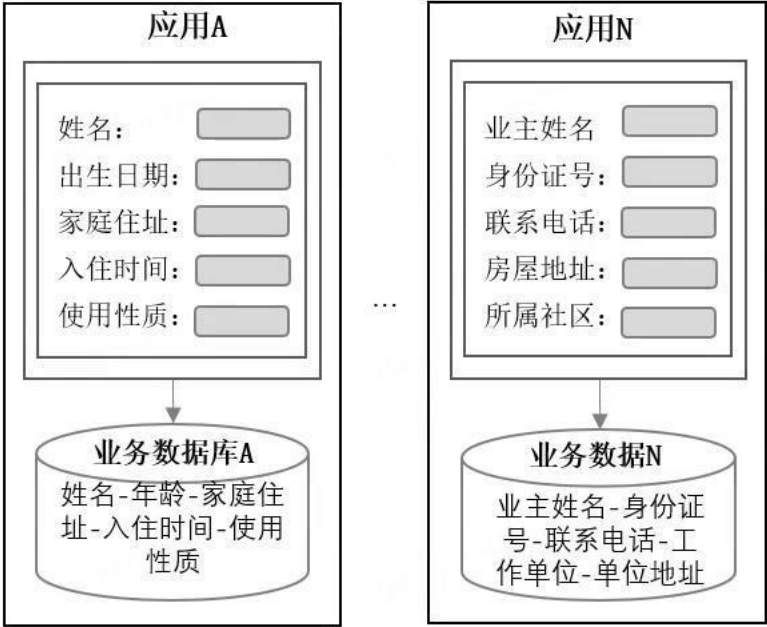 应用A
姓名：
出生日期：
家庭住址：
入住时间：
使用性质：
业务数据库A
姓名-年龄-家庭住
址-入住时间-使用
性质
…
应用N
业主姓名
身份证号：
联系电话：
房屋地址：
所属社区：
业务数据N
业主姓名-身份证
号-联系电话-工
作单位-单位地址